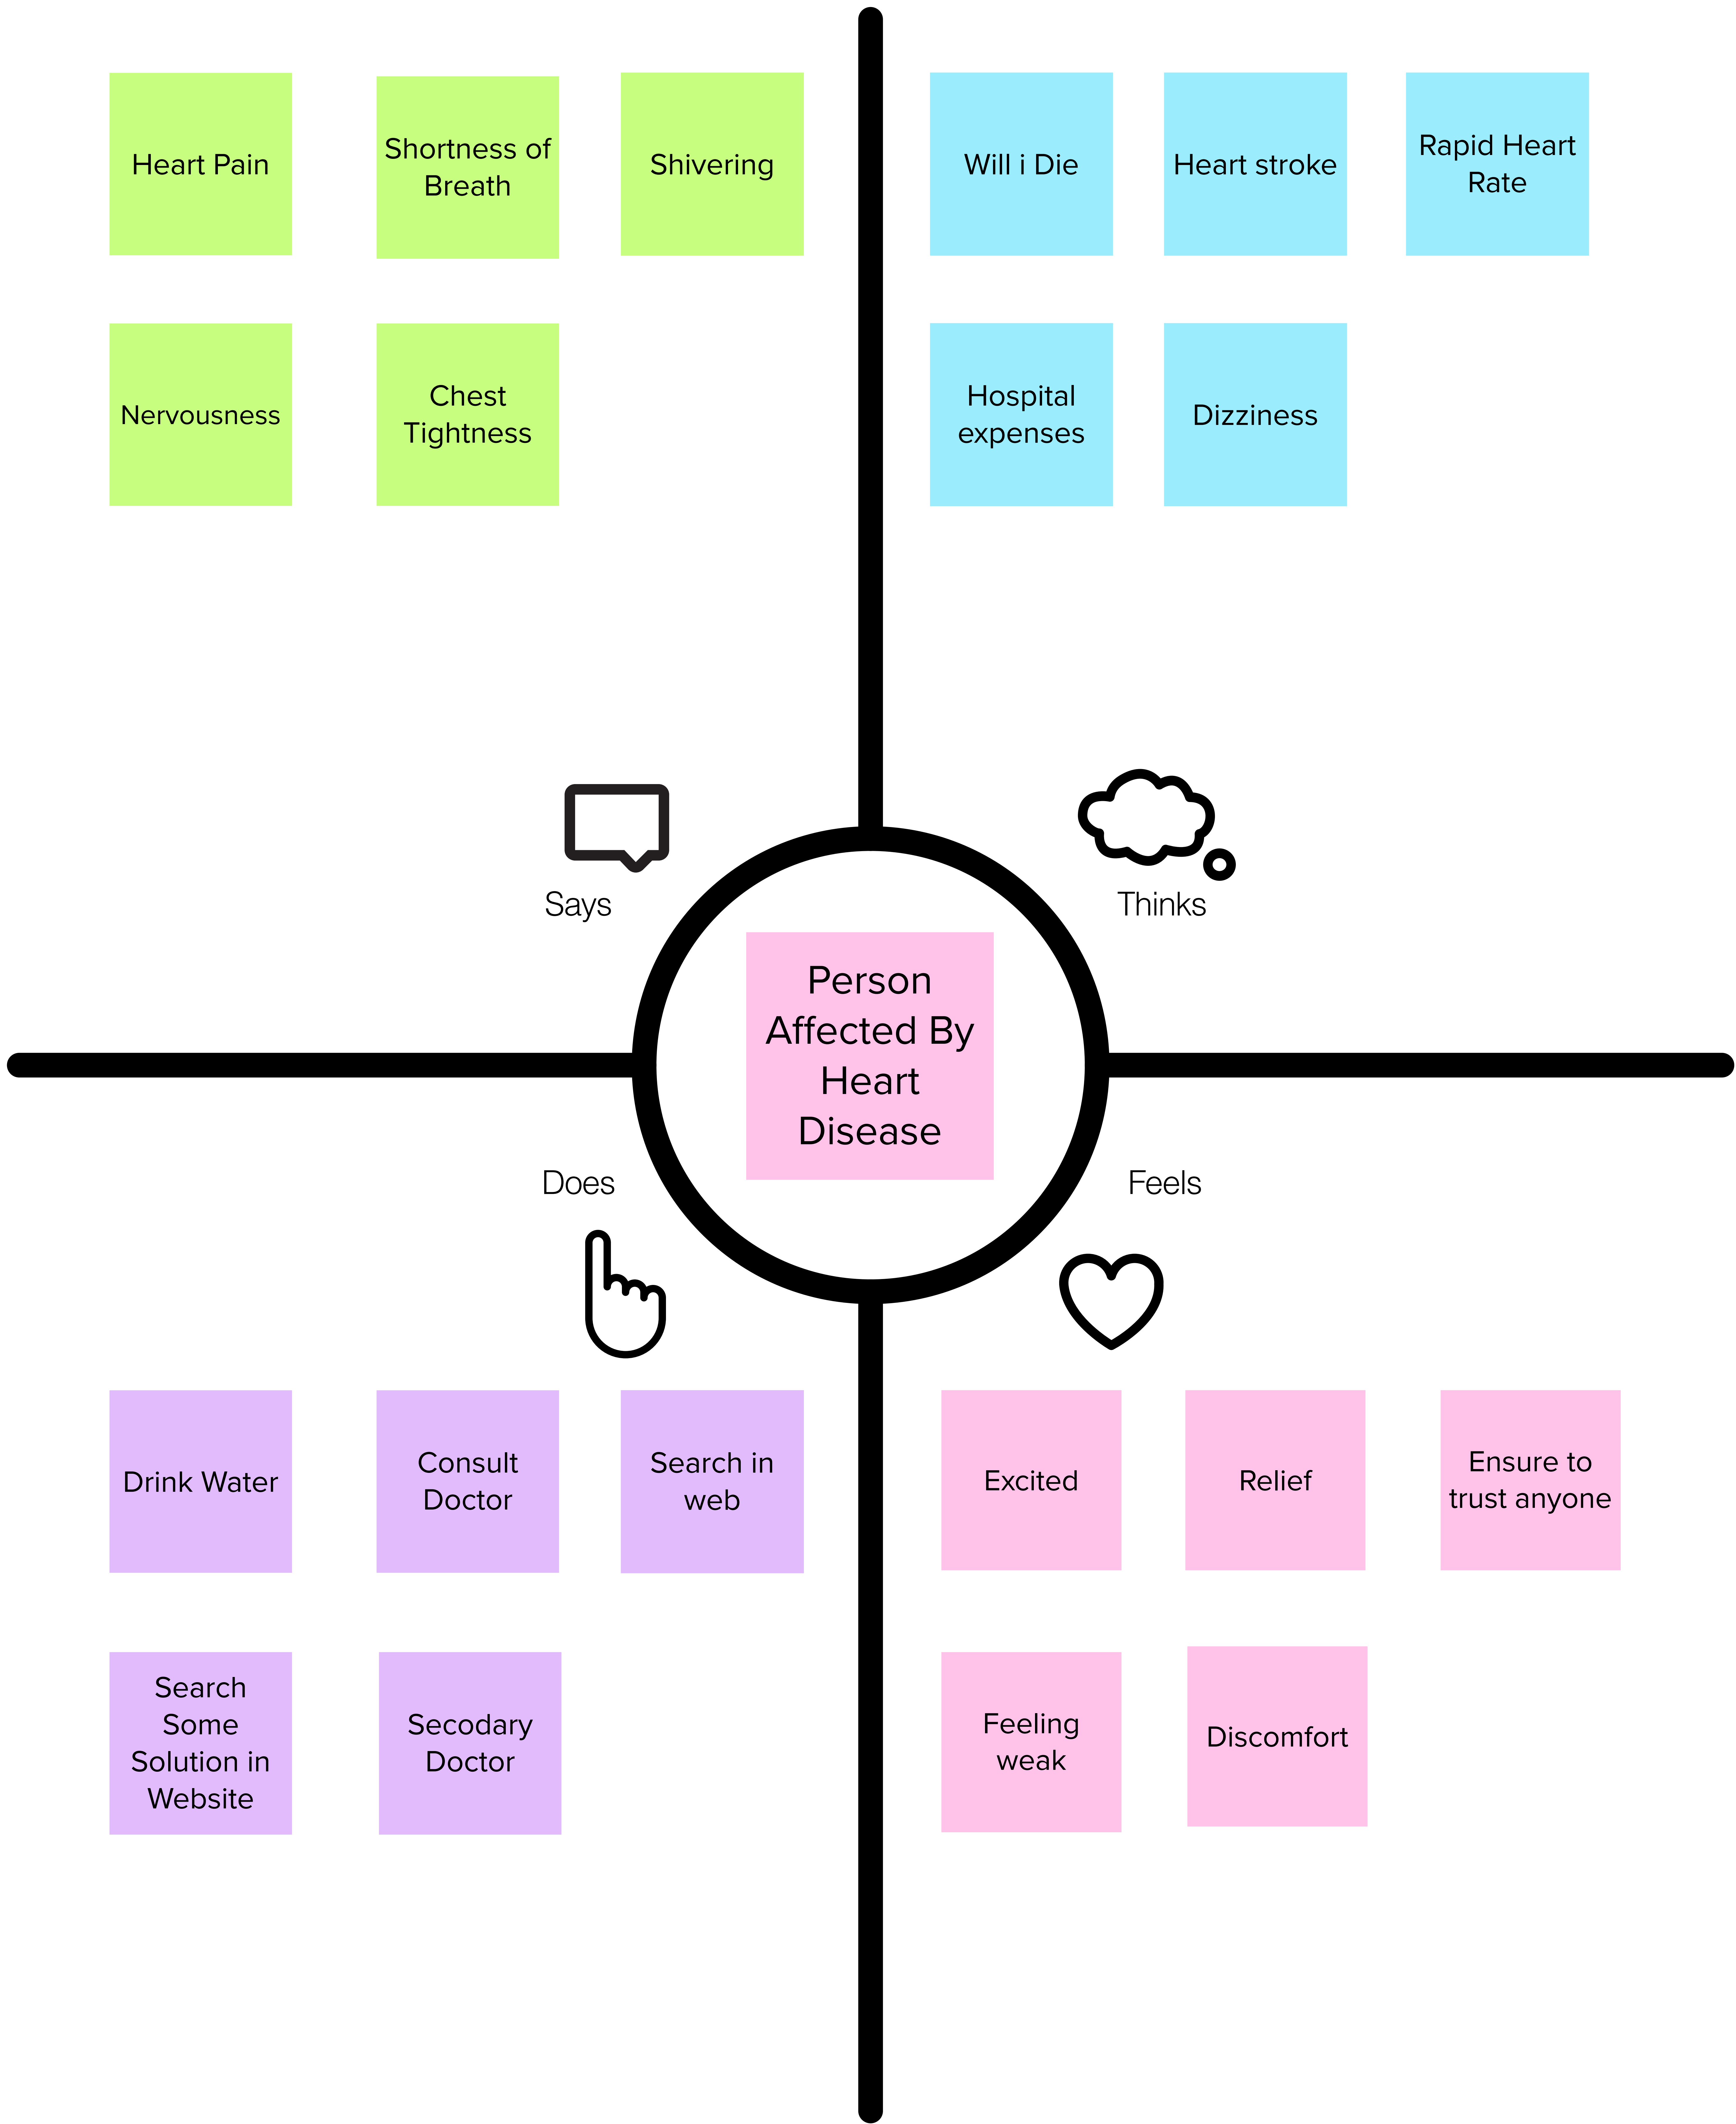 Heart Pain
Shortness of
Breath
Shivering
Nervousness
Chest
Tightness
Will i Die
Heart stroke
Rapid Heart
Rate
Hospital
expenses
Dizziness
Says
Thinks
Person
Affected By
Heart
Disease
Does
Feels
Drink Water
Consult
Doctor
Search in
web
Search
Some
Solution in
Website
Secodary
Doctor
Excited
Relief
Ensure to
trust anyone
Feeling
weak
Discomfort